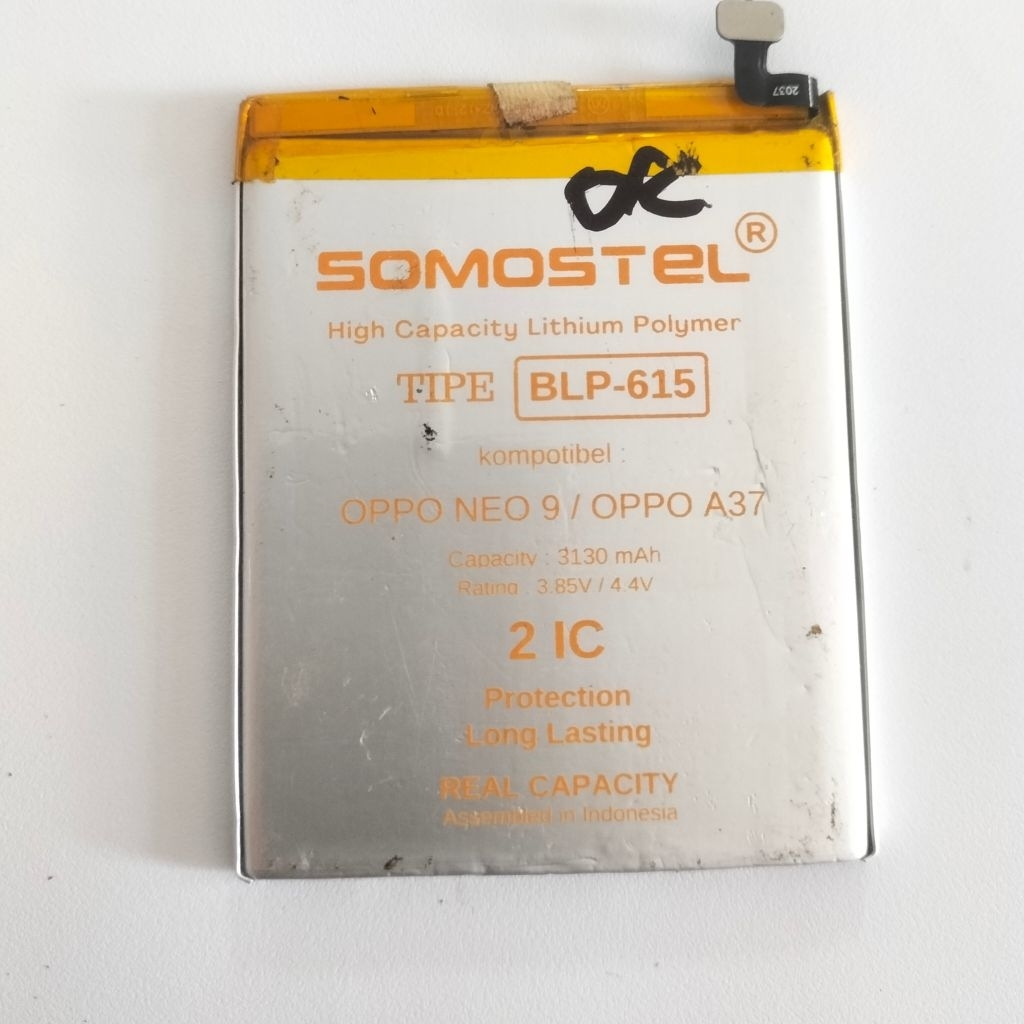 2037
SOMOSTEL®
High Capacity Lithium Polymer
TIPE BLP-615
kompotibel :
OPPO NEO 9 / OPPO A37
Capacity : 3130 mAh
Rating : 3.85V / 4.4V
2 IC
Protection
Long Lasting
REAL CAPACITY
Assembled in Indonesia